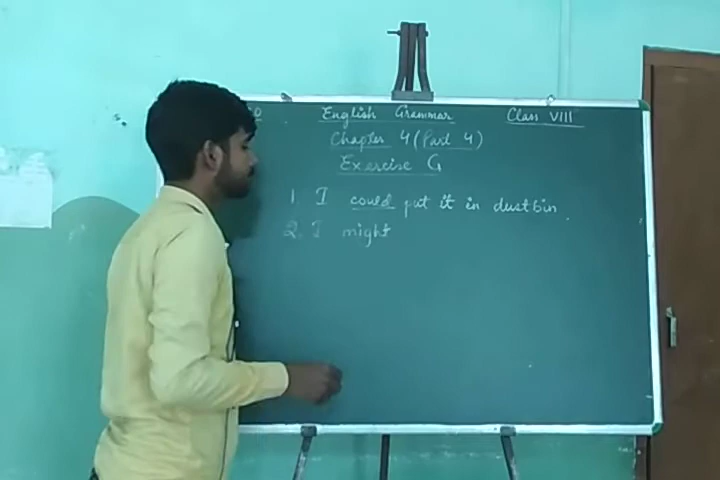 English Grammar Class VIII
Chapter 4 (Part 4)
Exercise G
1. I could put it in dustbin.
2. I might